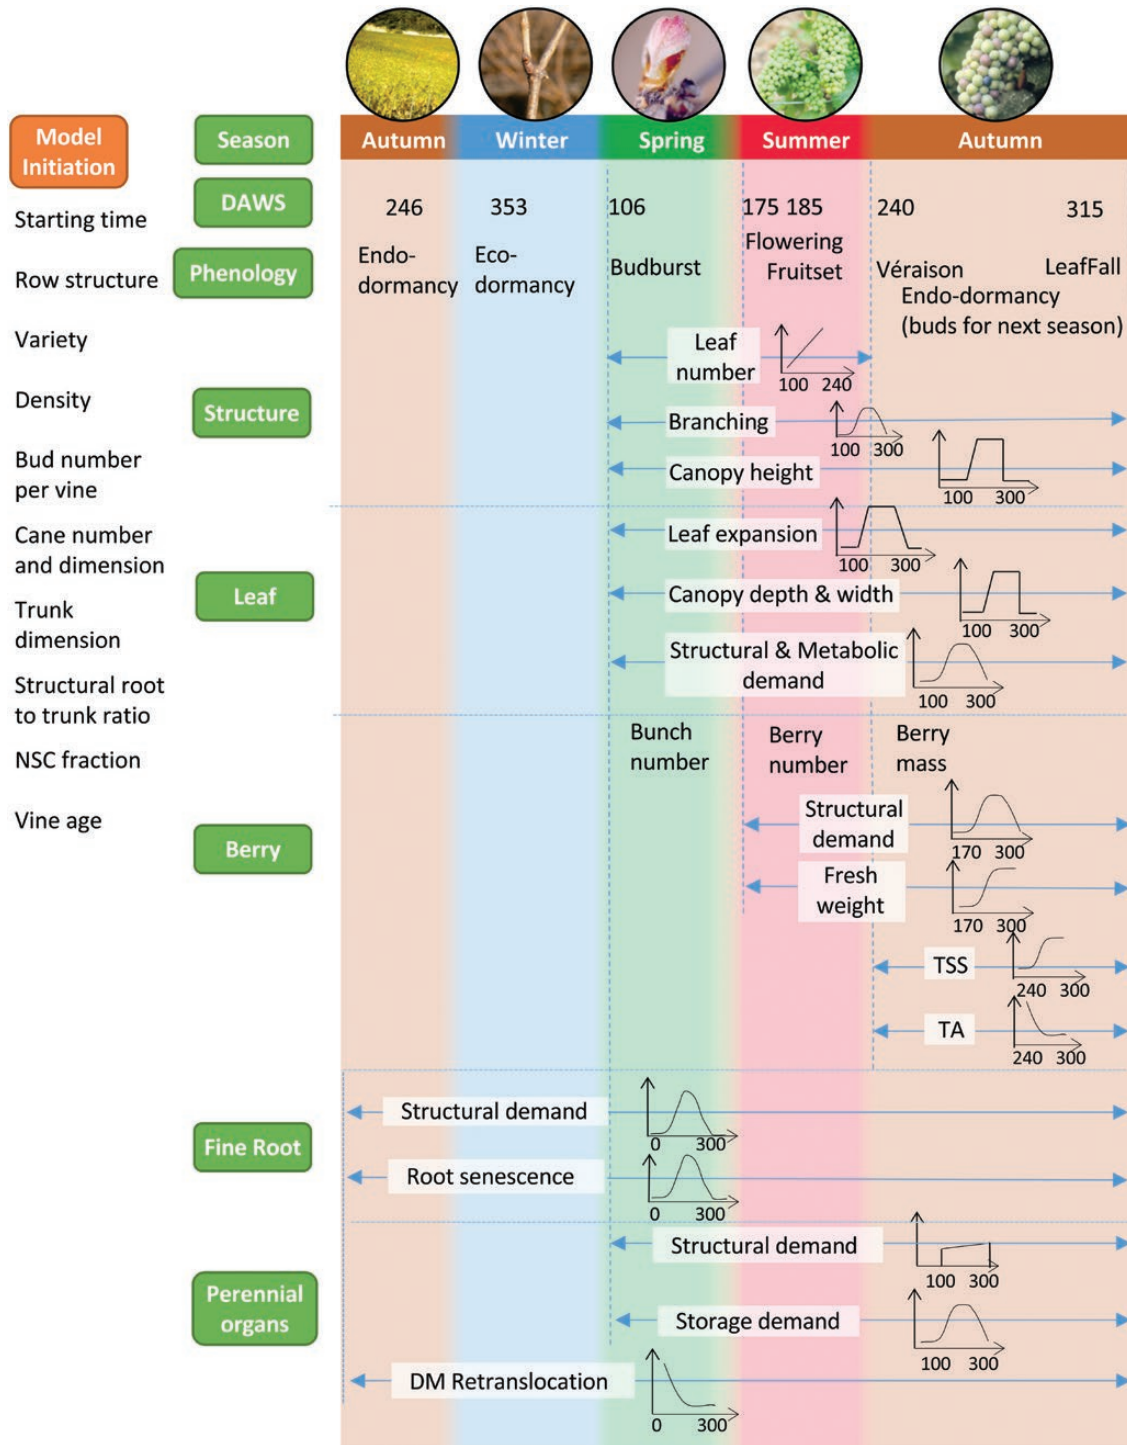 Model
Initiation
Season
Autumn
Winter
Spring
Summer
Autumn
Starting time
DAWS
246
353
106
175 185
240
315
Row structure
Phenology
Endo-
dormancy
Eco-
dormancy
Budburst
Flowering
Fruitset
Véraison
LeafFall
Endo-dormancy
(buds for next season)
Variety
Leaf
number
100 240
Density
Structure
Branching
100 300
Bud number
per vine
Canopy height
100 300
Cane number
and dimension
Leaf expansion
100 300
Leaf
Canopy depth & width
100 300
Trunk
dimension
Structural & Metabolic
demand
100 300
Structural root
to trunk ratio
NSC fraction
Bunch
number
Berry
number
Berry
mass
Vine age
Berry
Structural
demand
170 300
Fresh
weight
170 300
TSS
240 300
TA
240 300
Fine Root
Structural demand
0 300
Root senescence
0 300
Perennial
organs
Structural demand
100 300
Storage demand
100 300
DM Retranslocation
0 300